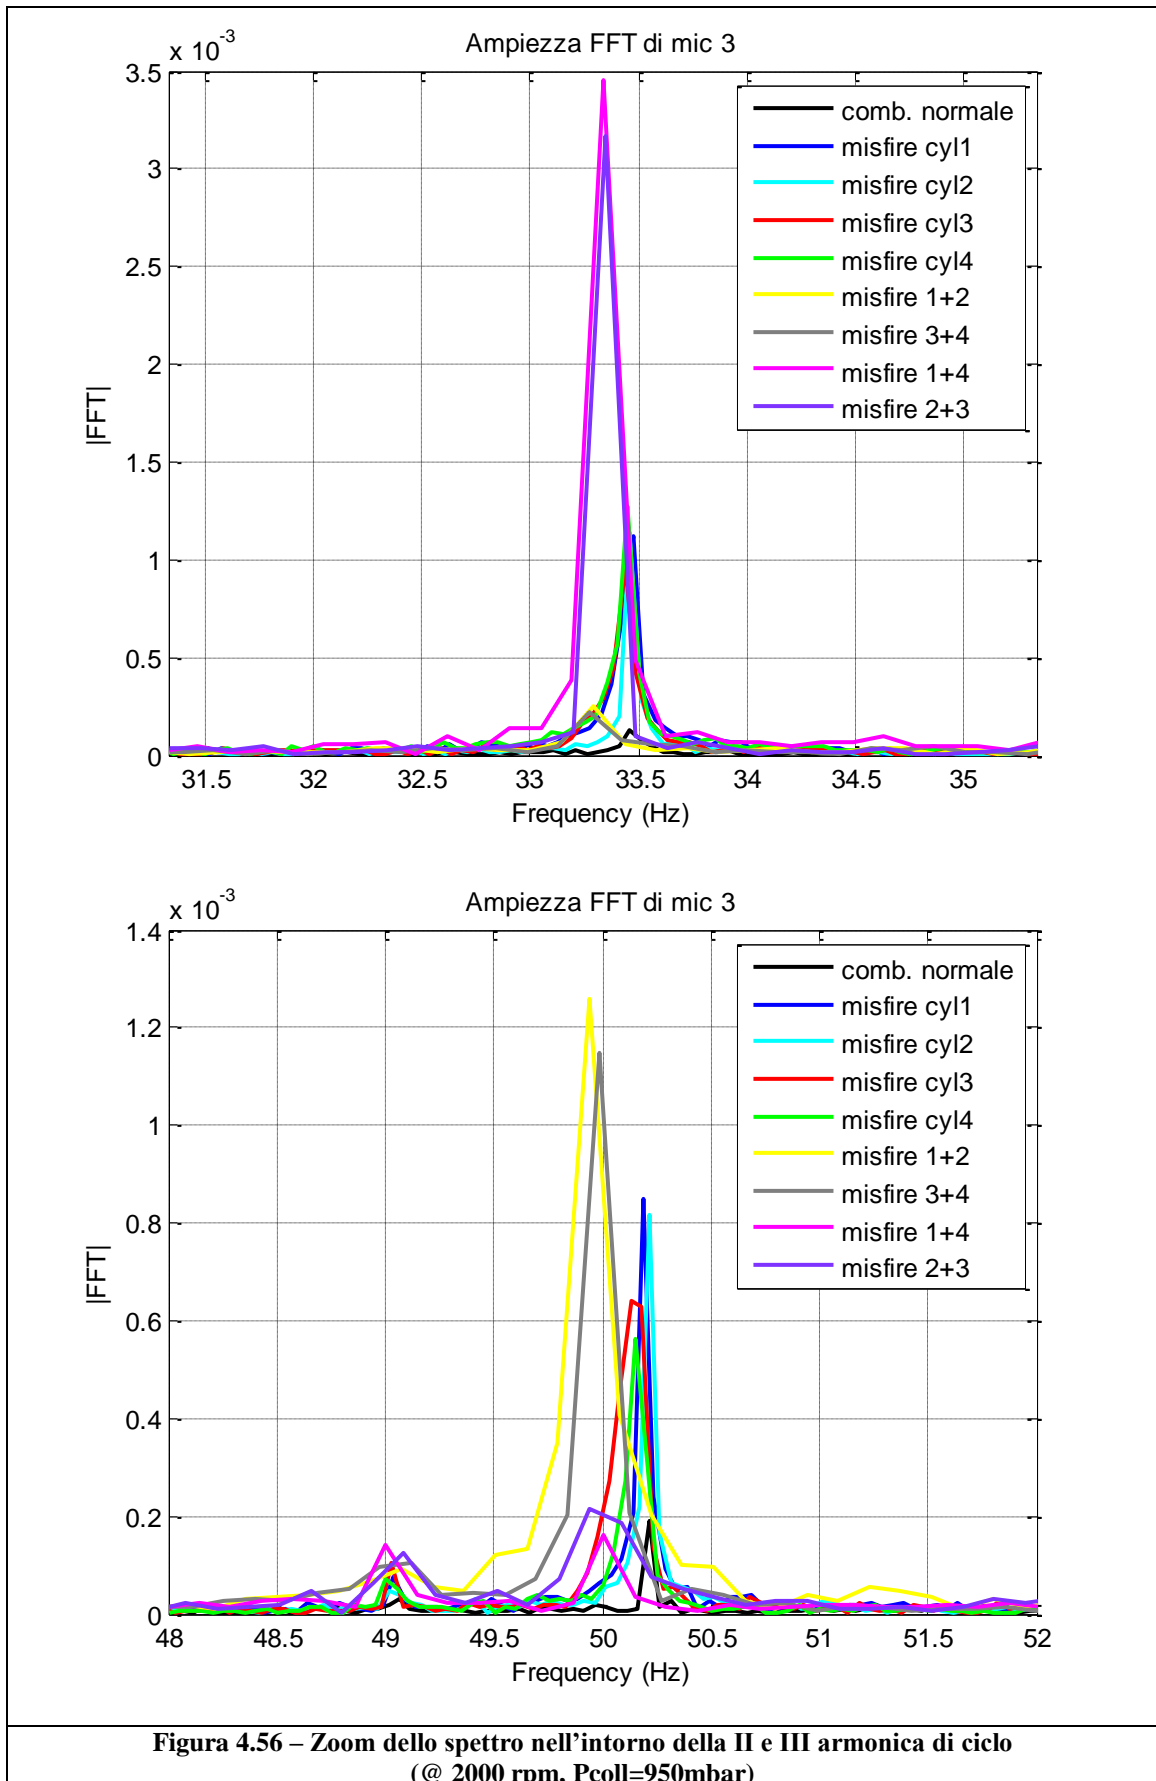 x 10-3
Ampiezza FFT di mic 3
3.5
3
2.5
2
1.5
1
0.5
0
|FFT|
31.5 32 32.5 33 33.5 34 34.5 35
Frequency (Hz)
comb. normale
misfire cyl1
misfire cyl2
misfire cyl3
misfire cyl4
misfire 1+2
misfire 3+4
misfire 1+4
misfire 2+3
x 10-3
Ampiezza FFT di mic 3
1.4
1.2
1
0.8
0.6
0.4
0.2
0
|FFT|
48 48.5 49 49.5 50 50.5 51 51.5 52
Frequency (Hz)
comb. normale
misfire cyl1
misfire cyl2
misfire cyl3
misfire cyl4
misfire 1+2
misfire 3+4
misfire 1+4
misfire 2+3
Figura 4.56 – Zoom dello spettro nell’intorno della II e III armonica di ciclo
(@ 2000 rpm, Pcoll=950mbar)